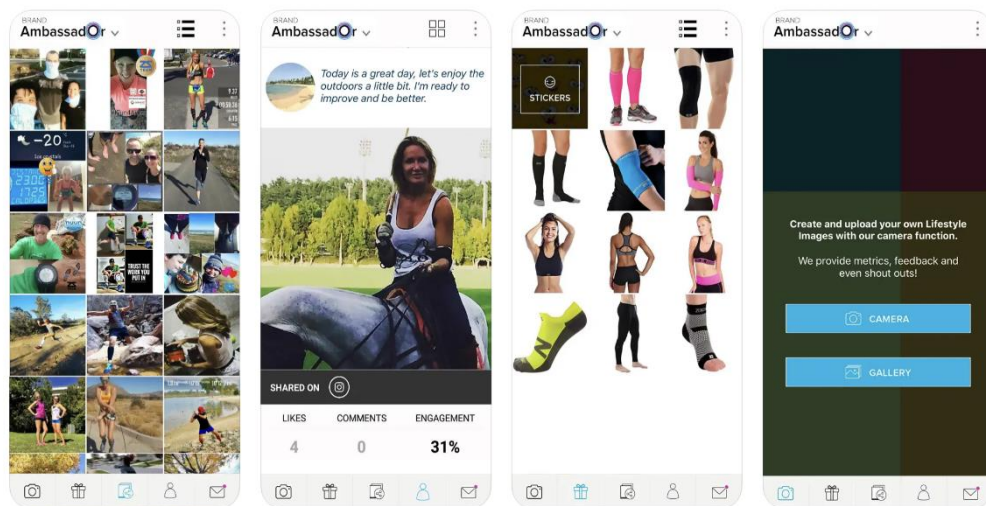 BRAND
AmbassadOr
-20
TRUST THE
WORK YOU
PUT IN
BRAND
AmbassadOr
Today is a great day, let's enjoy the
outdoors a little bit. I'm ready to
improve and be better.
SHARED ON
LIKES COMMENTS ENGAGEMENT
4 0 31%
BRAND
AmbassadOr
STICKERS
BRAND
AmbassadOr
Create and upload your own Lifestyle
Images with our camera function.
We provide metrics, feedback and
even shout outs!
CAMERA
GALLERY